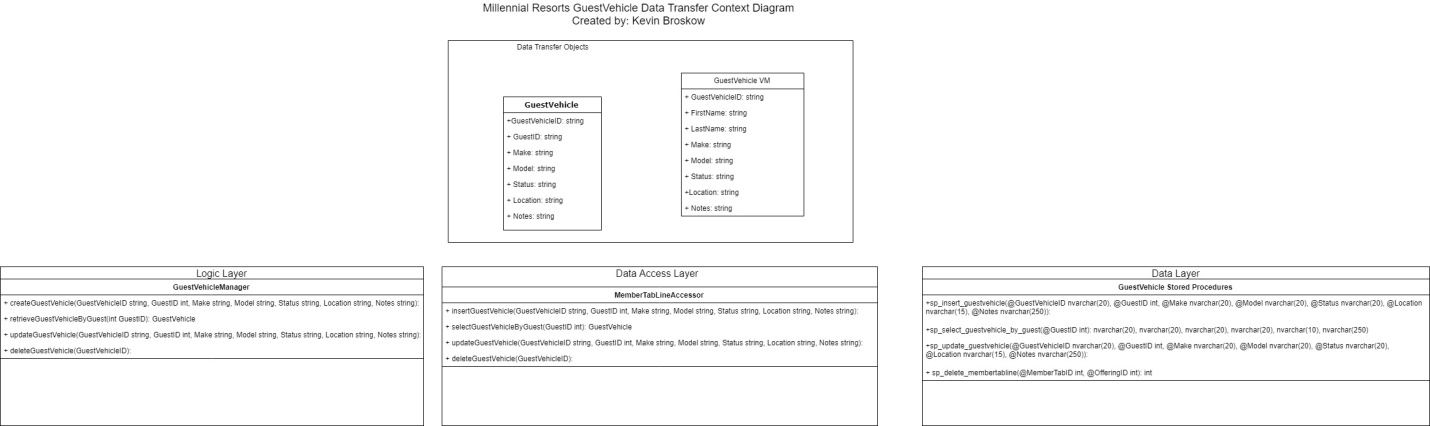 Millennial Resorts GuestVehicle Data Transfer Context Diagram
Created by: Kevin Broskow
Data Transfer Objects
GuestVehicle
+GuestVehicleID: string
+ GuestID: string
+ Make: string
+ Model: string
+ Status: string
+ Location: string
+ Notes: string
GuestVehicle VM
+ GuestVehicleID: string
+ FirstName: string
+ LastName: string
+ Make: string
+ Model: string
+ Status: string
+Location: string
+ Notes: string
Logic Layer
GuestVehicleManager
+ createGuestVehicle(GuestVehicleID string, GuestID int, Make string, Model string, Status string, Location string, Notes string):
+ retrieveGuestVehicleByGuest(int GuestID): GuestVehicle
+ updateGuestVehicle(GuestVehicleID string, GuestID int, Make string, Model string, Status string, Location string, Notes string):
+ deleteGuestVehicle(GuestVehicleID):
Data Access Layer
MemberTabLineAccessor
+ insertGuestVehicle(GuestVehicleID string, GuestID int, Make string, Model string, Status string, Location string, Notes string):
+ selectGuestVehicleByGuest(GuestID int): GuestVehicle
+ updateGuestVehicle(GuestVehicleID string, GuestID int, Make string, Model string, Status string, Location string, Notes string):
+ deleteGuestVehicle(GuestVehicleID):
Data Layer
GuestVehicle Stored Procedures
+sp_insert_guestvehicle(@GuestVehicleID nvarchar(20), @GuestID int, @Make nvarchar(20), @Model nvarchar(20), @Status nvarchar(20), @Location
nvarchar(15), @Notes nvarchar(250)):
+sp_select_guestvehicle_by_guest(@GuestID int): nvarchar(20), nvarchar(20), nvarchar(20), nvarchar(20), nvarchar(10), nvarchar(250)
+sp_update_guestvehicle(@GuestVehicleID nvarchar(20), @GuestID int, @Make nvarchar(20), @Model nvarchar(20), @Status nvarchar(20),
@Location nvarchar(15), @Notes nvarchar(250)):
+ sp_delete_membertabline(@MemberTabID int, @OfferingID int): int